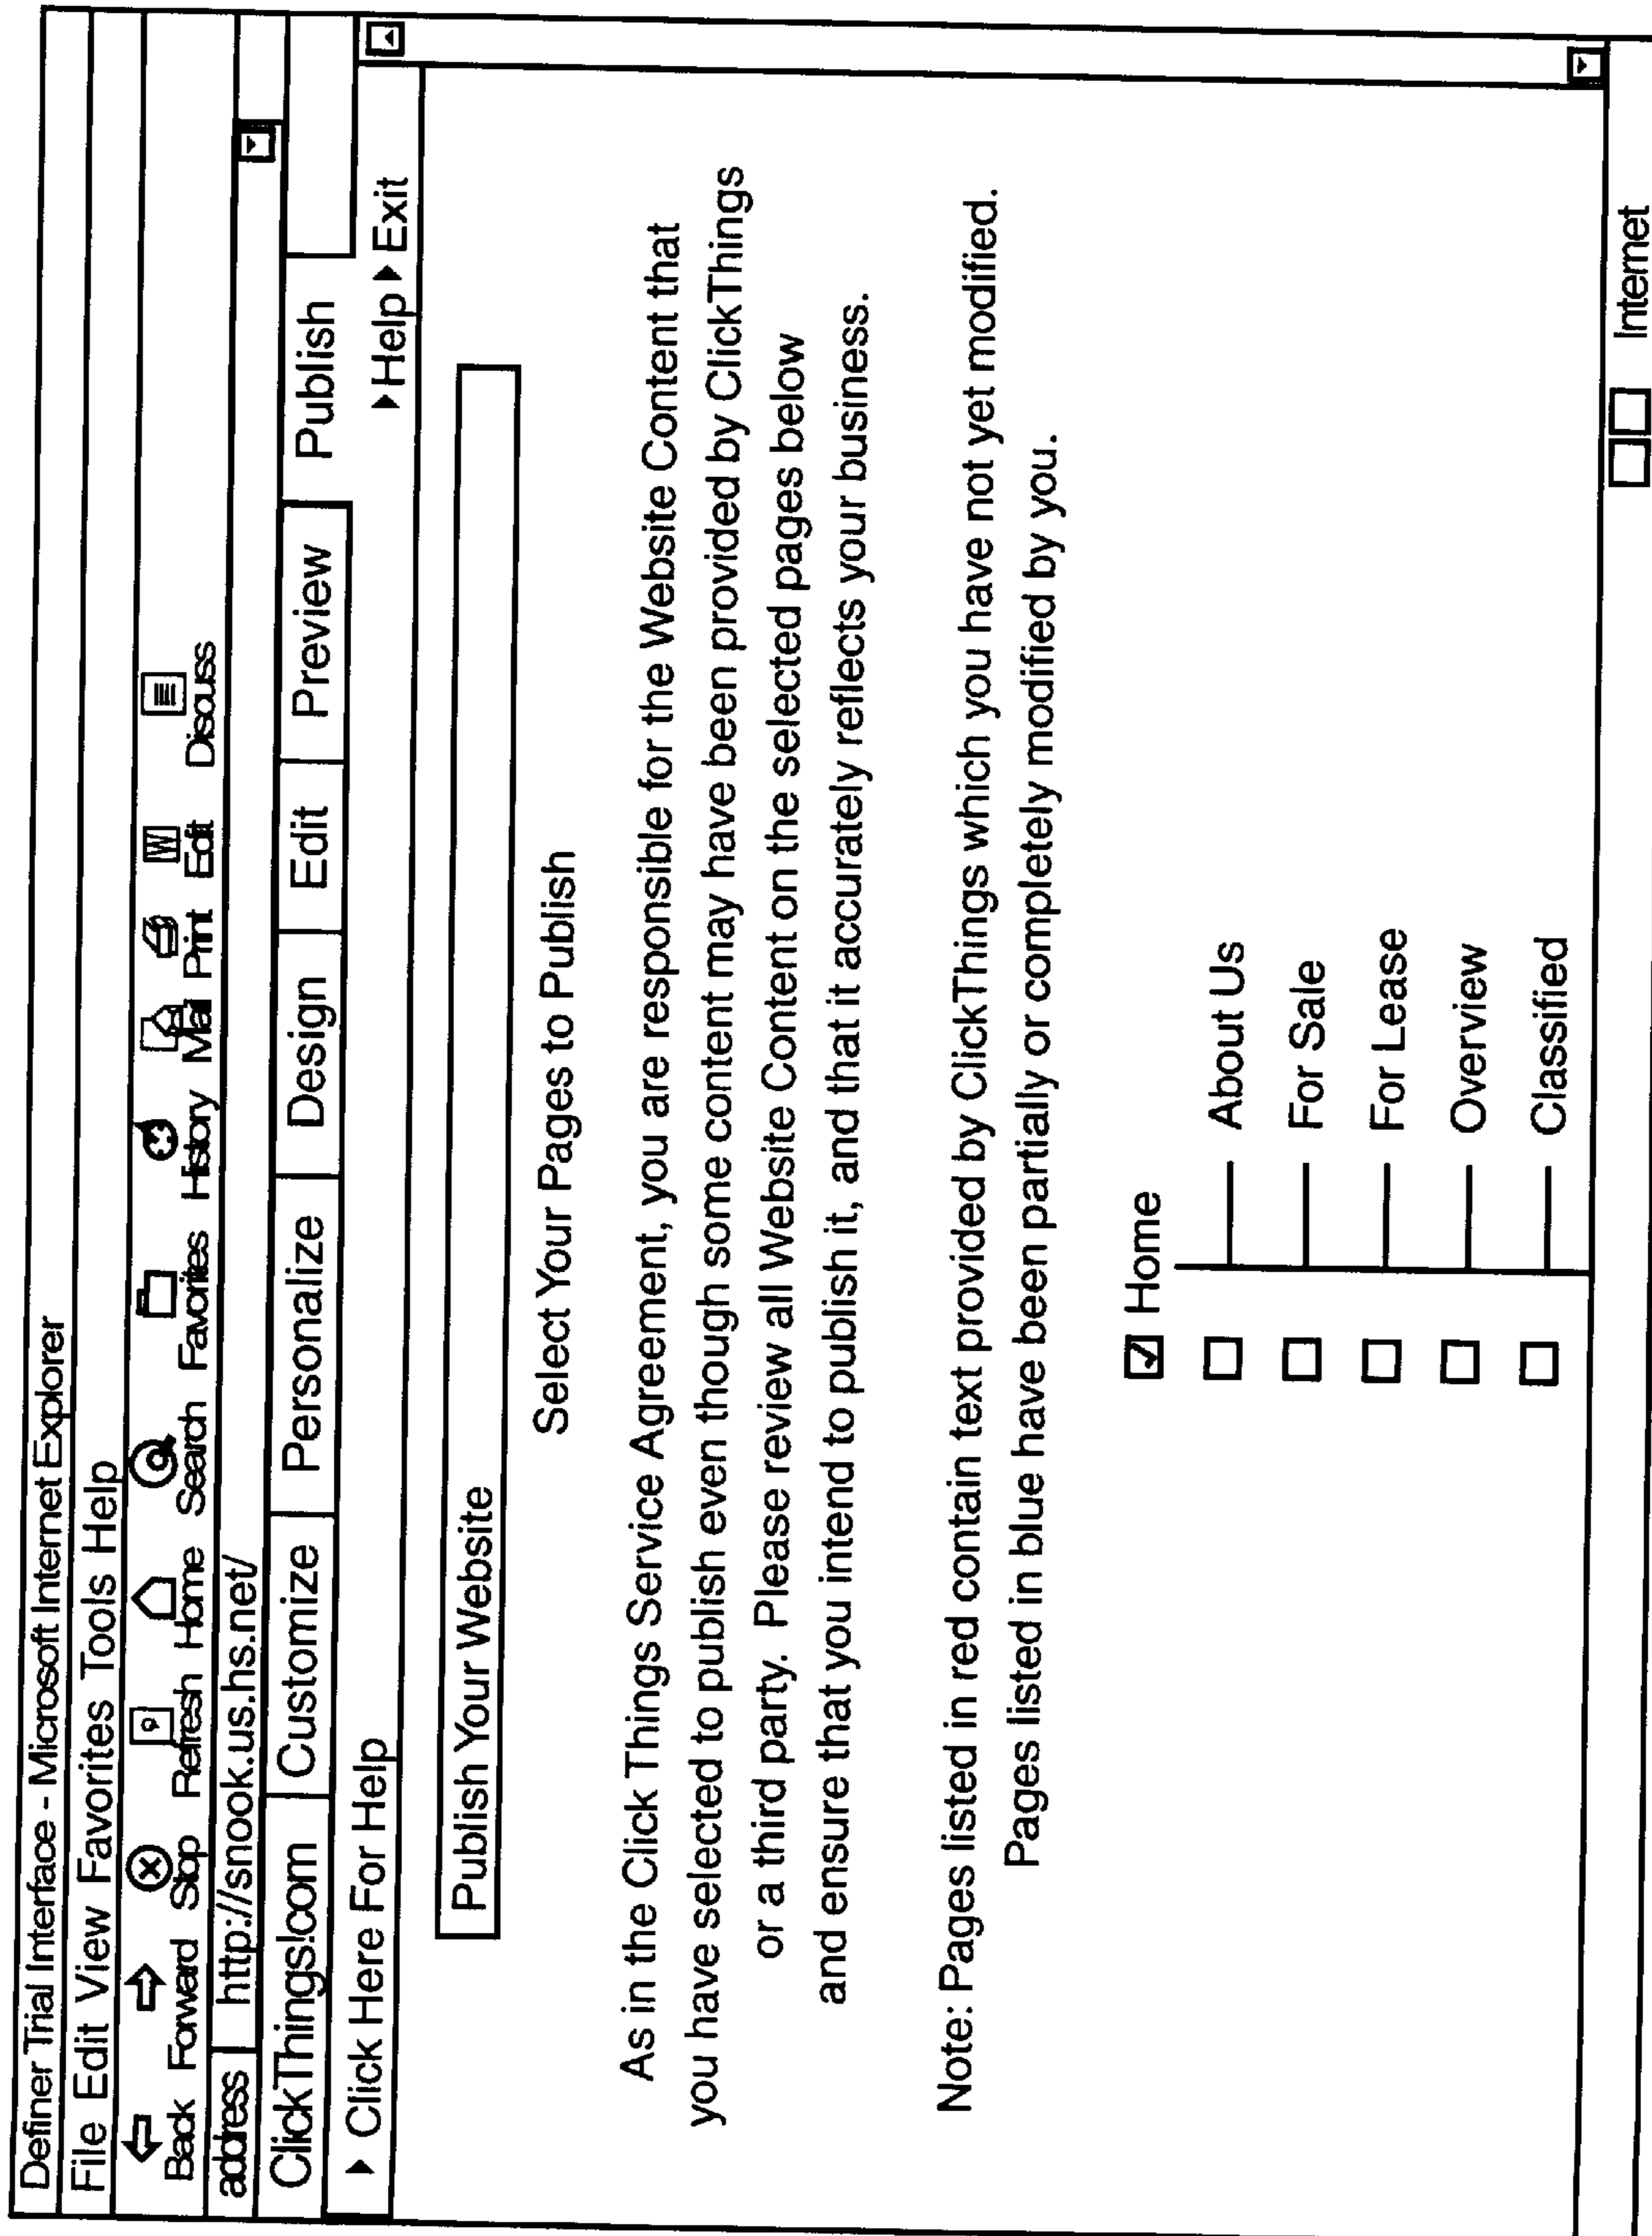 Definer Trial Interface - Microsoft Internet Explorer
File Edit View Favorites Tools Help
Back Forward Stop Refresh Home Search Favorites History Mail Print Edit Discuss
address http://snook.us.hs.net/
ClickThings!com Customize Personalize Design Edit Preview Publish
Click Here For Help Help Exit
Publish Your Website
Select Your Pages to Publish
As in the Click Things Service Agreement, you are responsible for the Website Content that
you have selected to publish even though some content may have been provided by ClickThings
or a third party. Please review all Website Content on the selected pages below
and ensure that you intend to publish it, and that it accurately reflects your business.
Note: Pages listed in red contain text provided by ClickThings which you have not yet modified.
Pages listed in blue have been partially or completely modified by you.
Home
About Us
For Sale
For Lease
Overview
Classified
Internet